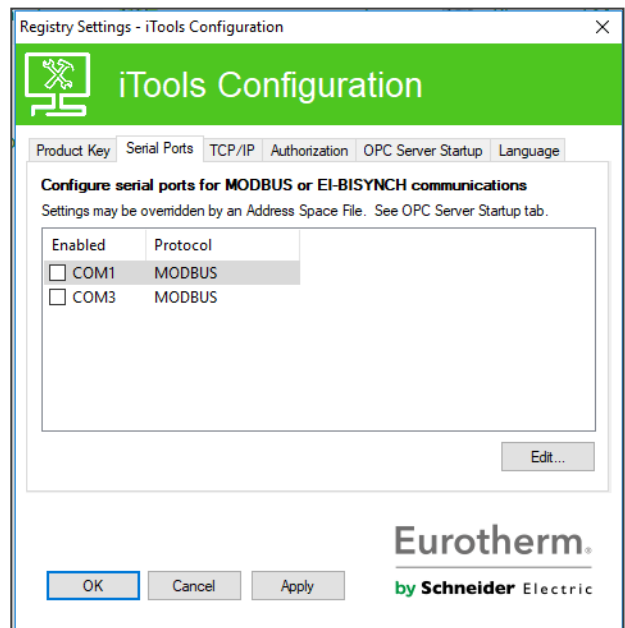 Registry Settings - iTools Configuration
iTools Configuration
Product Key Serial Ports TCP/IP Authorization OPC Server Startup Language
Configure serial ports for MODBUS or EI-BISYNCH communications
Settings may be overridden by an Address Space File. See OPC Server Startup tab.
Enabled Protocol
COM1 MODBUS
COM3 MODBUS
Edit...
Eurotherm®
by Schneider Electric
OK Cancel Apply